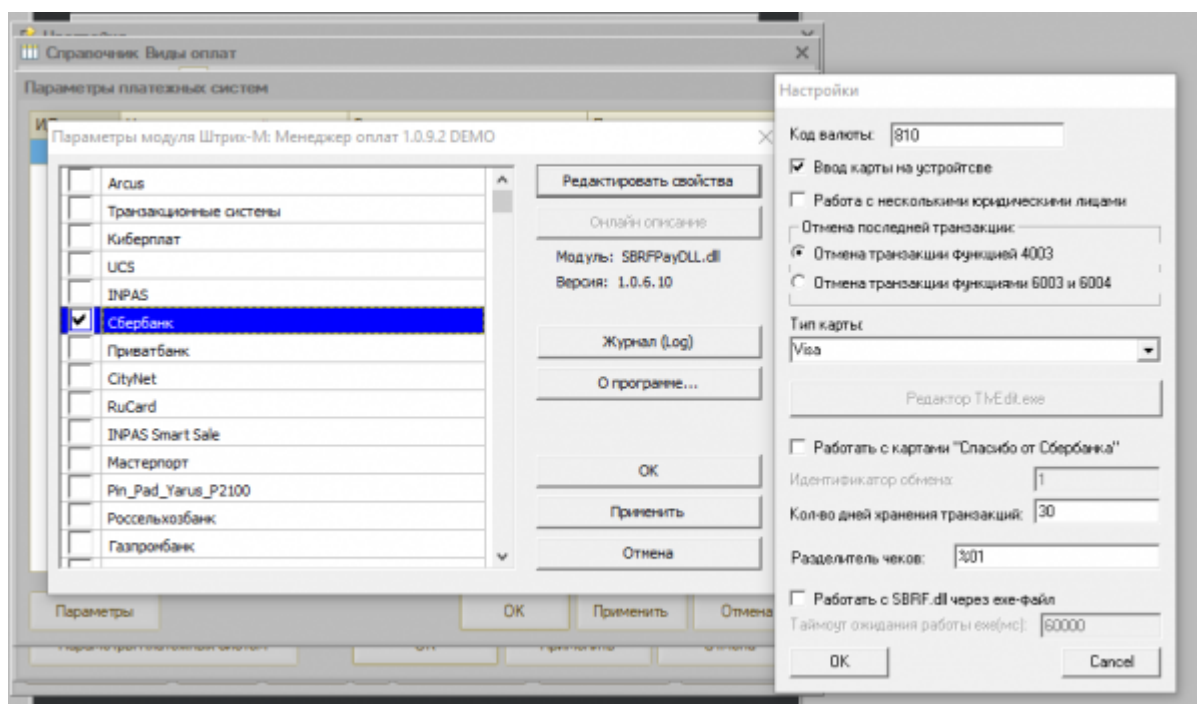 Справочник Виды оплат
Параметры платежных систем
Параметры модуля Штрих-М: Менеджер оплат 1.0.9.2 DEMO
Arcus
Транзакционные системы
Киберплат
UCS
INPAS
Сбербанк
Приватбанк
CityNet
RuCard
INPAS Smart Sale
Мастерпорт
Pin_Pad_Yarus_P2100
Россельхозбанк
Газпромбанк
Редактировать свойства
Онлайн описание
Модуль: SBRFPayDLL.dll
Версия: 1.0.6.10
Журнал (Log)
О программе...
ОК
Применить
Отмена
Параметры
ОК
Применить
Отмена
Настройки
Код валюты: 810
Ввод карты на устройтсве
Работа с несколькими юридическими лицами
Отмена последней транзакции:
Отмена транзакции функцией 4003
Отмена транзакции функциями 6003 и 6004
Тип карты:
Visa
Редактор TlvEdit.exe
Работать с картами "Спасибо от Сбербанка"
Идентификатор обмена: 1
Кол-во дней хранения транзакций: 30
Разделитель чеков: %01
Работать с SBRF.dll через exe-файл
Таймоут ожидания работы exe(мс): 60000
OK
Cancel